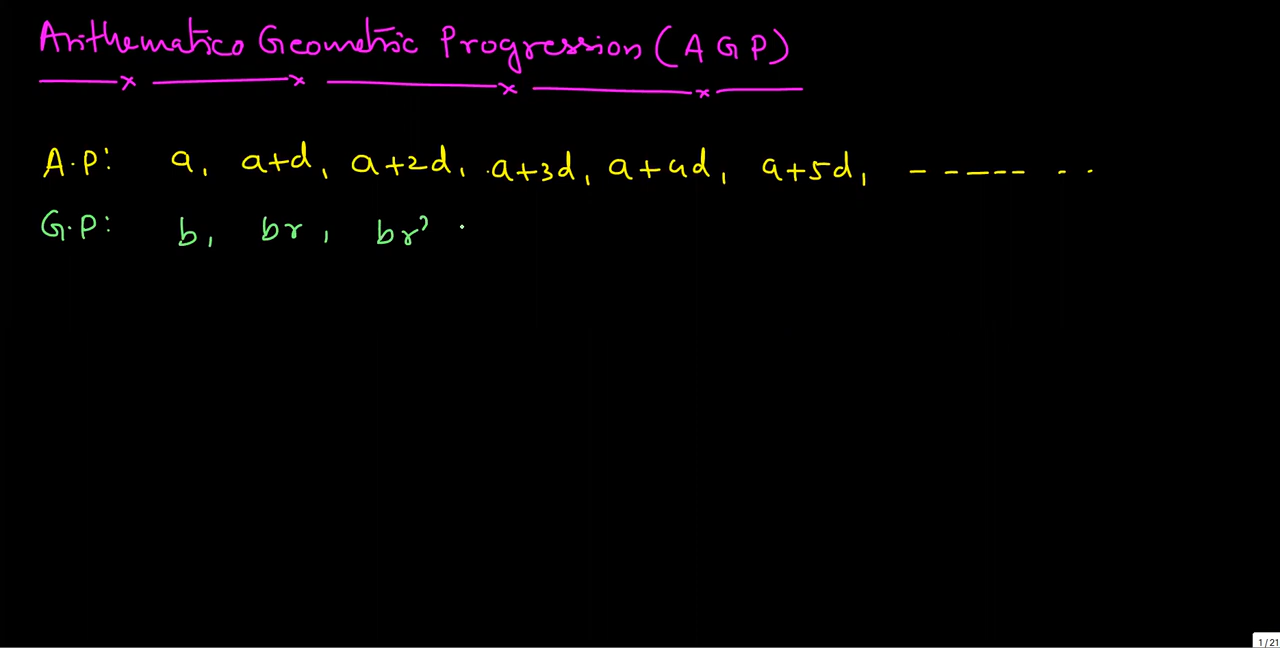 Arithematico Geometric Progression (AGP)
A.P: a, a+d, a+2d, a+3d, a+4d, a+5d, - - - - - - -
G.P: b, br, br²
1/21